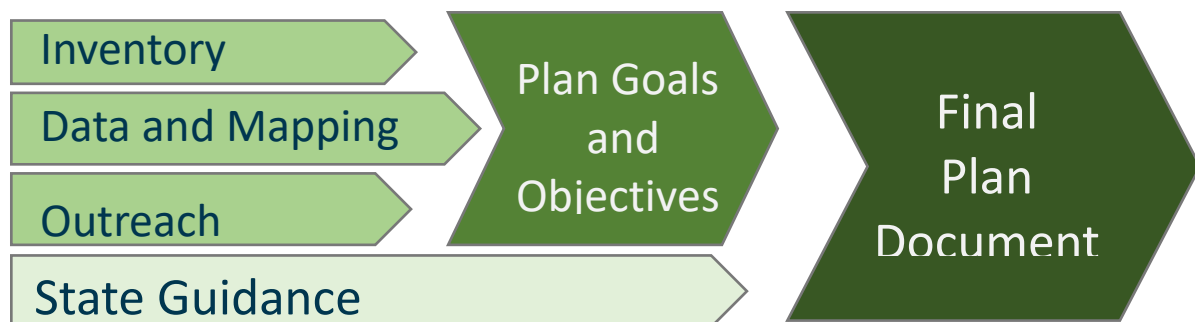 Inventory
Data and Mapping
Outreach
State Guidance
Plan Goals
and
Objectives
Final
Plan
Document